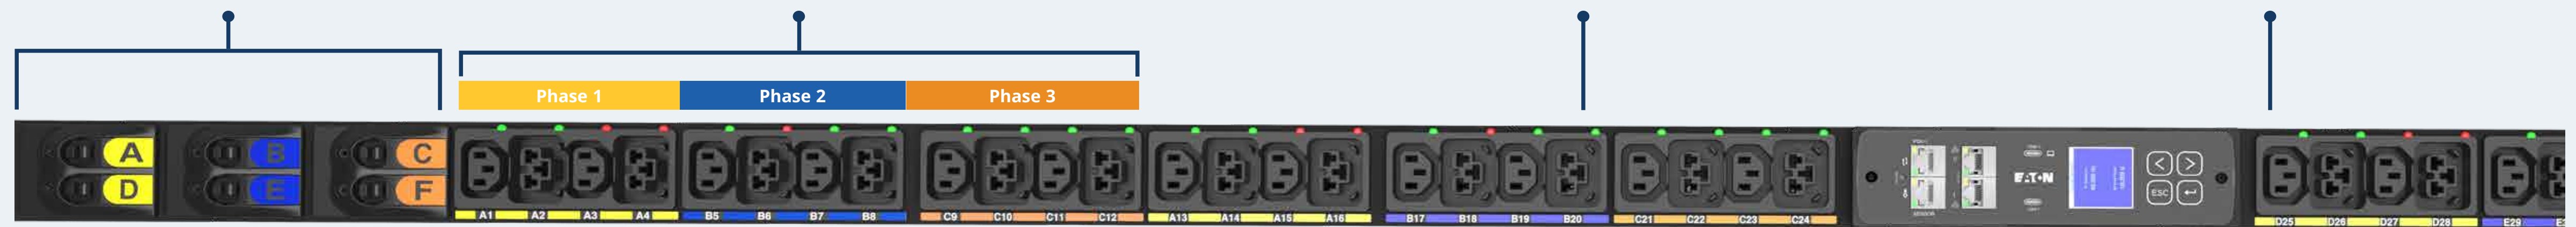 Phase 1 Phase 2 Phase 3
A B C
D E F
A1 A2 A3 A4 B5 B6 B7 B8 C9 C10 C11 C12 A13 A14 A15 A16 B17 B18 B19 B20 C21 C22 C23 C24
EATON
ESC
D25 D26 D27 D28 E29